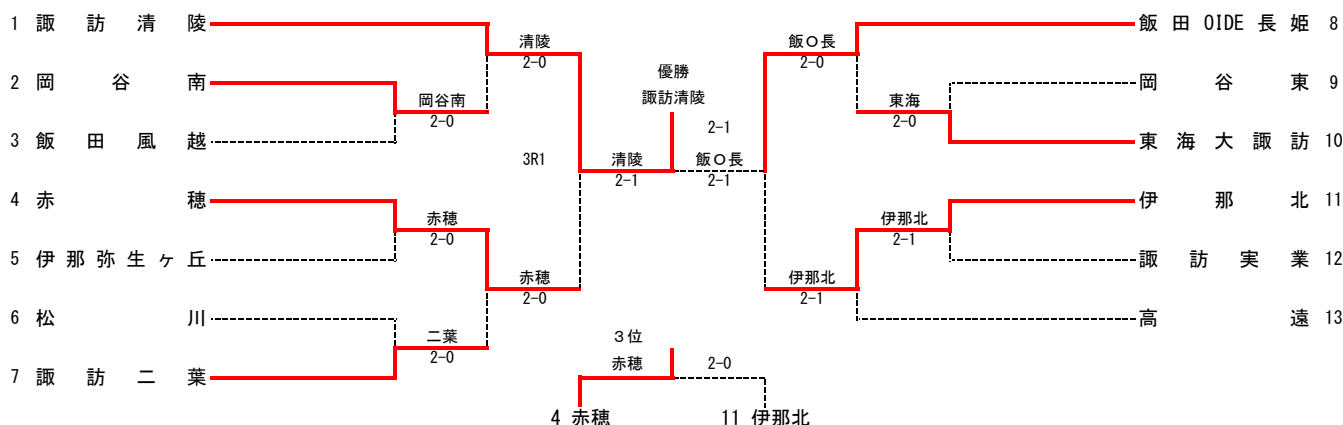 1 諏訪清陵
2 岡谷南
3 飯田風越
4 赤穂
5 伊那弥生ヶ丘
6 松川
7 諏訪二葉
岡谷南
2-0
赤穂
2-0
二葉
2-0
清陵
2-0
赤穂
2-0
3R1
清陵
2-1
優勝
諏訪清陵
2-1
飯O長
2-1
飯O長
2-0
伊那北
2-1
東海
2-0
伊那北
2-1
飯田OIDE長姫 8
岡谷東 9
東海大諏訪 10
伊那北 11
諏訪実業 12
高遠 13
3位
赤穂
2-0
4 赤穂
11 伊那北